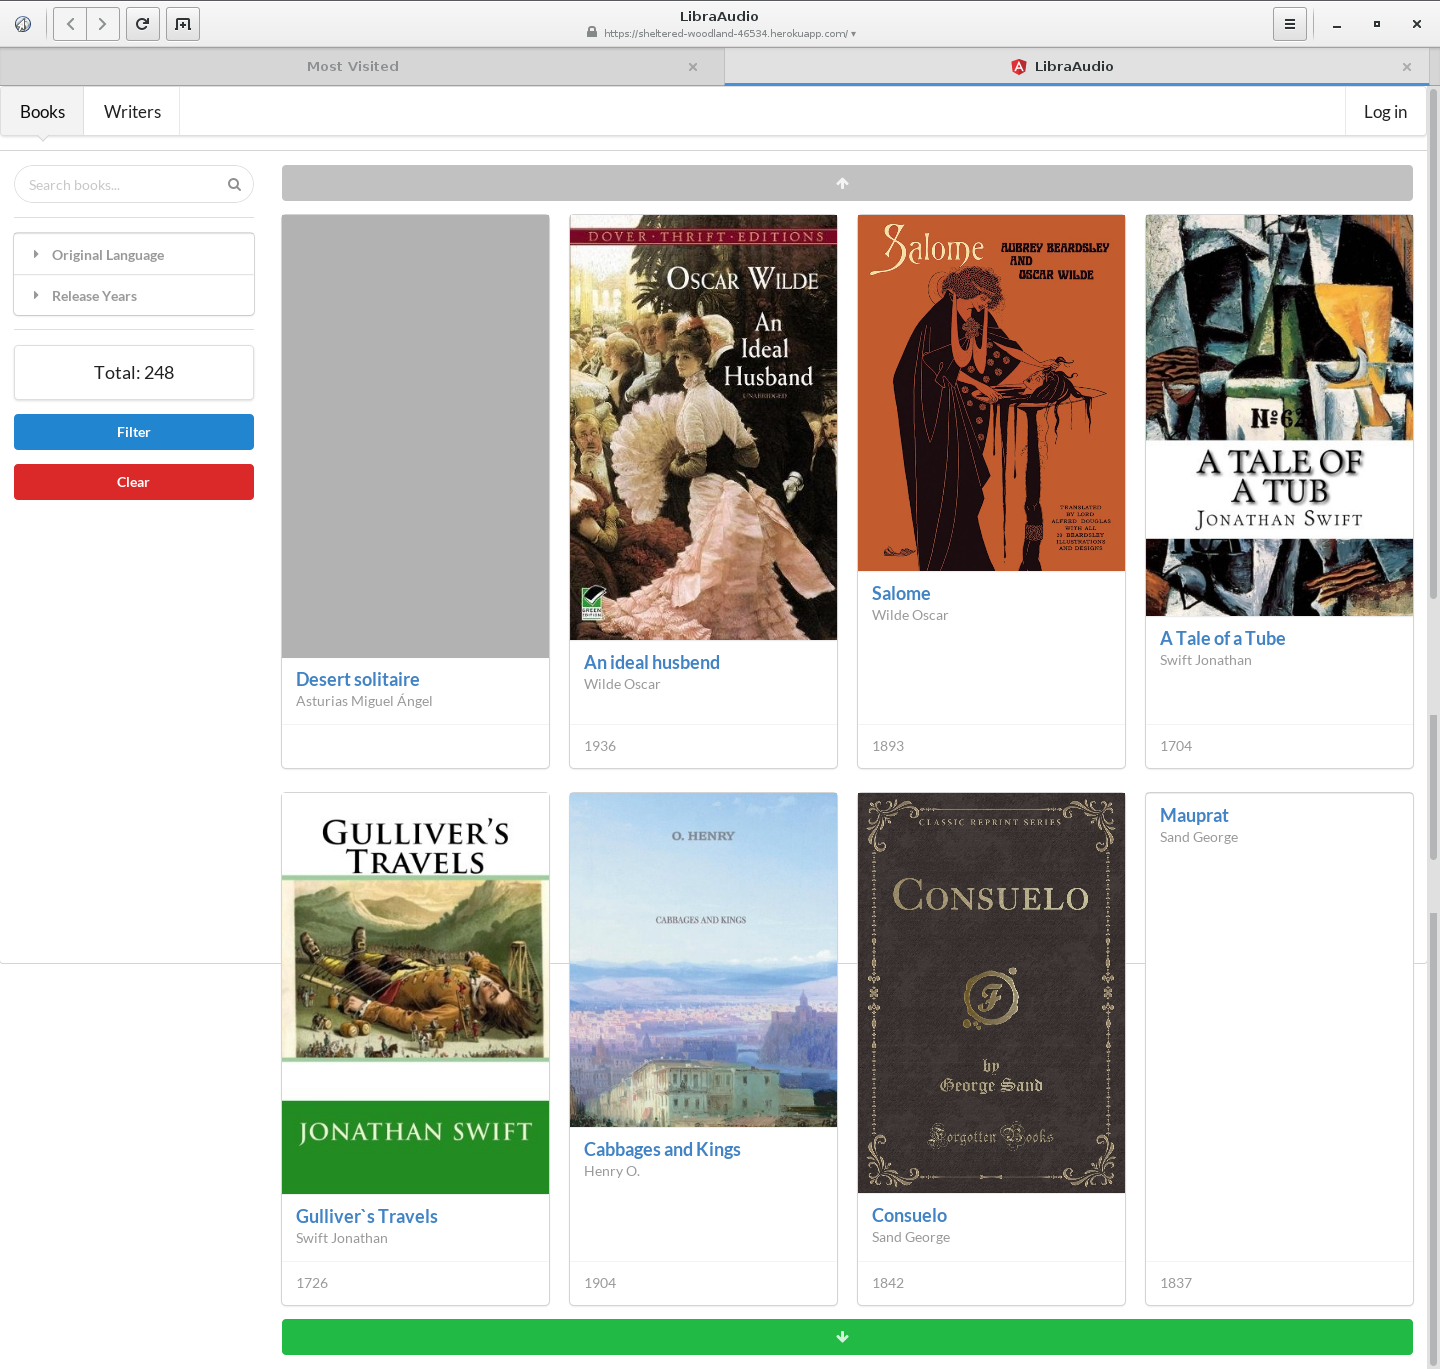 LibraAudio
https://sheltered-woodland-46534.herokuapp.com/
Most Visited
LibraAudio
Books
Writers
Log in
Search books...
Original Language
Release Years
Total: 248
Filter
Clear
Desert solitaire
Asturias Miguel Ángel
DOVER · THRIFT · EDITIONS
OSCAR WILDE
An
Ideal
Husband
UNABRIDGED
GREEN
EDITION
An ideal husbend
Wilde Oscar
1936
Salome
AUBREY BEARDSLEY
AND
OSCAR WILDE
TRANSLATED
BY LORD
ALFRED DOUGLAS
WITH ALL
BEARDSLEY
ILLUSTRATIONS
AND DESIGNS
Salome
Wilde Oscar
1893
Nº62
A TALE OF
A TUB
JONATHAN SWIFT
A Tale of a Tube
Swift Jonathan
1704
GULLIVER'S
TRAVELS
JONATHAN SWIFT
Gulliver`s Travels
Swift Jonathan
1726
O. HENRY
CABBAGES AND KINGS
Cabbages and Kings
Henry O.
1904
CLASSIC REPRINT SERIES
CONSUELO
F
by
George Sand
Forgotten Books
Consuelo
Sand George
1842
Mauprat
Sand George
1837